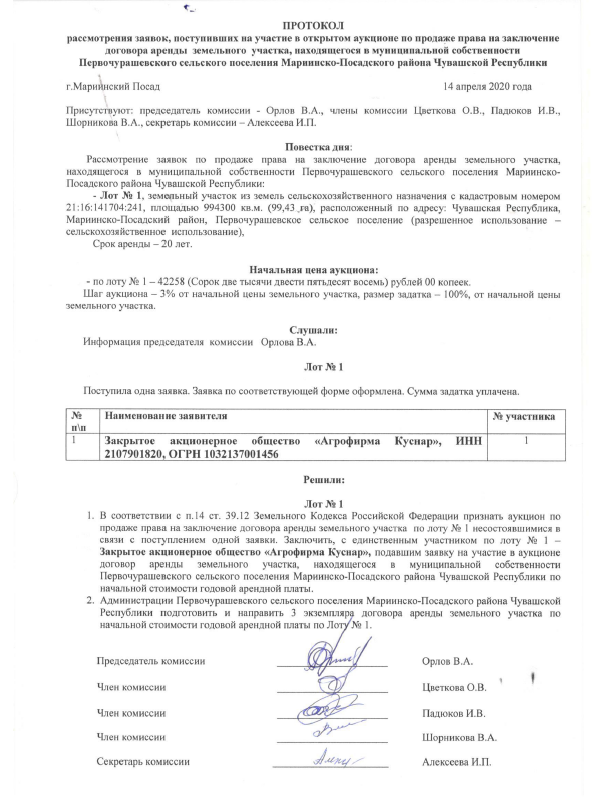 ПРОТОКОЛ
рассмотрения заявок, поступивших на участие в открытом аукционе по продаже права на заключение
договора аренды земельного участка, находящегося в муниципальной собственности
Первочурашевского сельского поселения Мариинско-Посадского района Чувашской Республики
г.Мариинский Посад 14 апреля 2020 года
Присутствуют: председатель комиссии - Орлов В.А., члены комиссии Цветкова О.В., Падюков И.В.,
Шорникова В.А., секретарь комиссии – Алексеева И.П.
Повестка дня:
Рассмотрение заявок по продаже права на заключение договора аренды земельного участка,
находящегося в муниципальной собственности Первочурашевского сельского поселения Мариинско-
Посадского района Чувашской Республики:
- Лот № 1, земельный участок из земель сельскохозяйственного назначения с кадастровым номером
21:16:141704:241, площадью 994300 кв.м. (99,43 га), расположенный по адресу: Чувашская Республика,
Мариинско-Посадский район, Первочурашевское сельское поселение (разрешенное использование –
сельскохозяйственное использование),
Срок аренды – 20 лет.
Начальная цена аукциона:
- по лоту № 1 – 42258 (Сорок две тысячи двести пятьдесят восемь) рублей 00 копеек.
Шаг аукциона – 3% от начальной цены земельного участка, размер задатка – 100%, от начальной цены
земельного участка.
Слушали:
Информация председателя комиссии Орлова В.А.
Лот № 1
Поступила одна заявка. Заявка по соответствующей форме оформлена. Сумма задатка уплачена.
№ Наименование заявителя № участника
п\п
1 Закрытое акционерное общество «Агрофирма Куснар», ИНН 1
2107901820, ОГРН 1032137001456
Решили:
Лот № 1
1. В соответствии с п.14 ст. 39.12 Земельного Кодекса Российской Федерации признать аукцион по
продаже права на заключение договора аренды земельного участка по лоту № 1 несостоявшимися в
связи с поступлением одной заявки. Заключить, с единственным участником по лоту № 1 –
Закрытое акционерное общество «Агрофирма Куснар», подавшим заявку на участие в аукционе
договор аренды земельного участка, находящегося в муниципальной собственности
Первочурашевского сельского поселения Мариинско-Посадского района Чувашской Республики по
начальной стоимости годовой арендной платы.
2. Администрации Первочурашевского сельского поселения Мариинско-Посадского района Чувашской
Республики подготовить и направить 3 экземпляра договора аренды земельного участка по
начальной стоимости годовой арендной платы по Лоту № 1.
Председатель комиссии Орлов В.А.
Член комиссии Цветкова О.В.
Член комиссии Падюков И.В.
Член комиссии Шорникова В.А.
Секретарь комиссии Алексеева И.П.